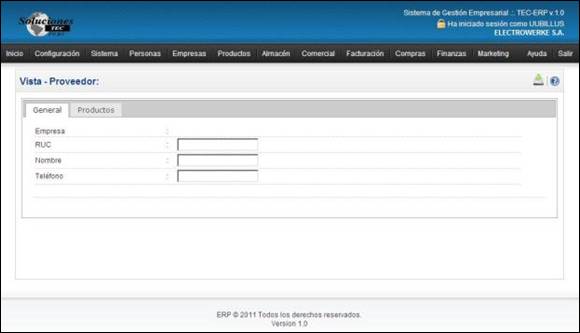 Soluciones
TEC
Sistema de Gestión Empresarial .:. TEC-ERP v.1.0
Ha iniciado sesión como UUBILLUS
ELECTROWERKE S.A.
Inicio Configuración Sistema Personas Empresas Productos Almacén Comercial Facturación Compras Finanzas Marketing Ayuda Salir
Vista - Proveedor:
General Productos
Empresa :
RUC :
Nombre :
Teléfono :
ERP © 2011 Todos los derechos reservados.
Version 1.0